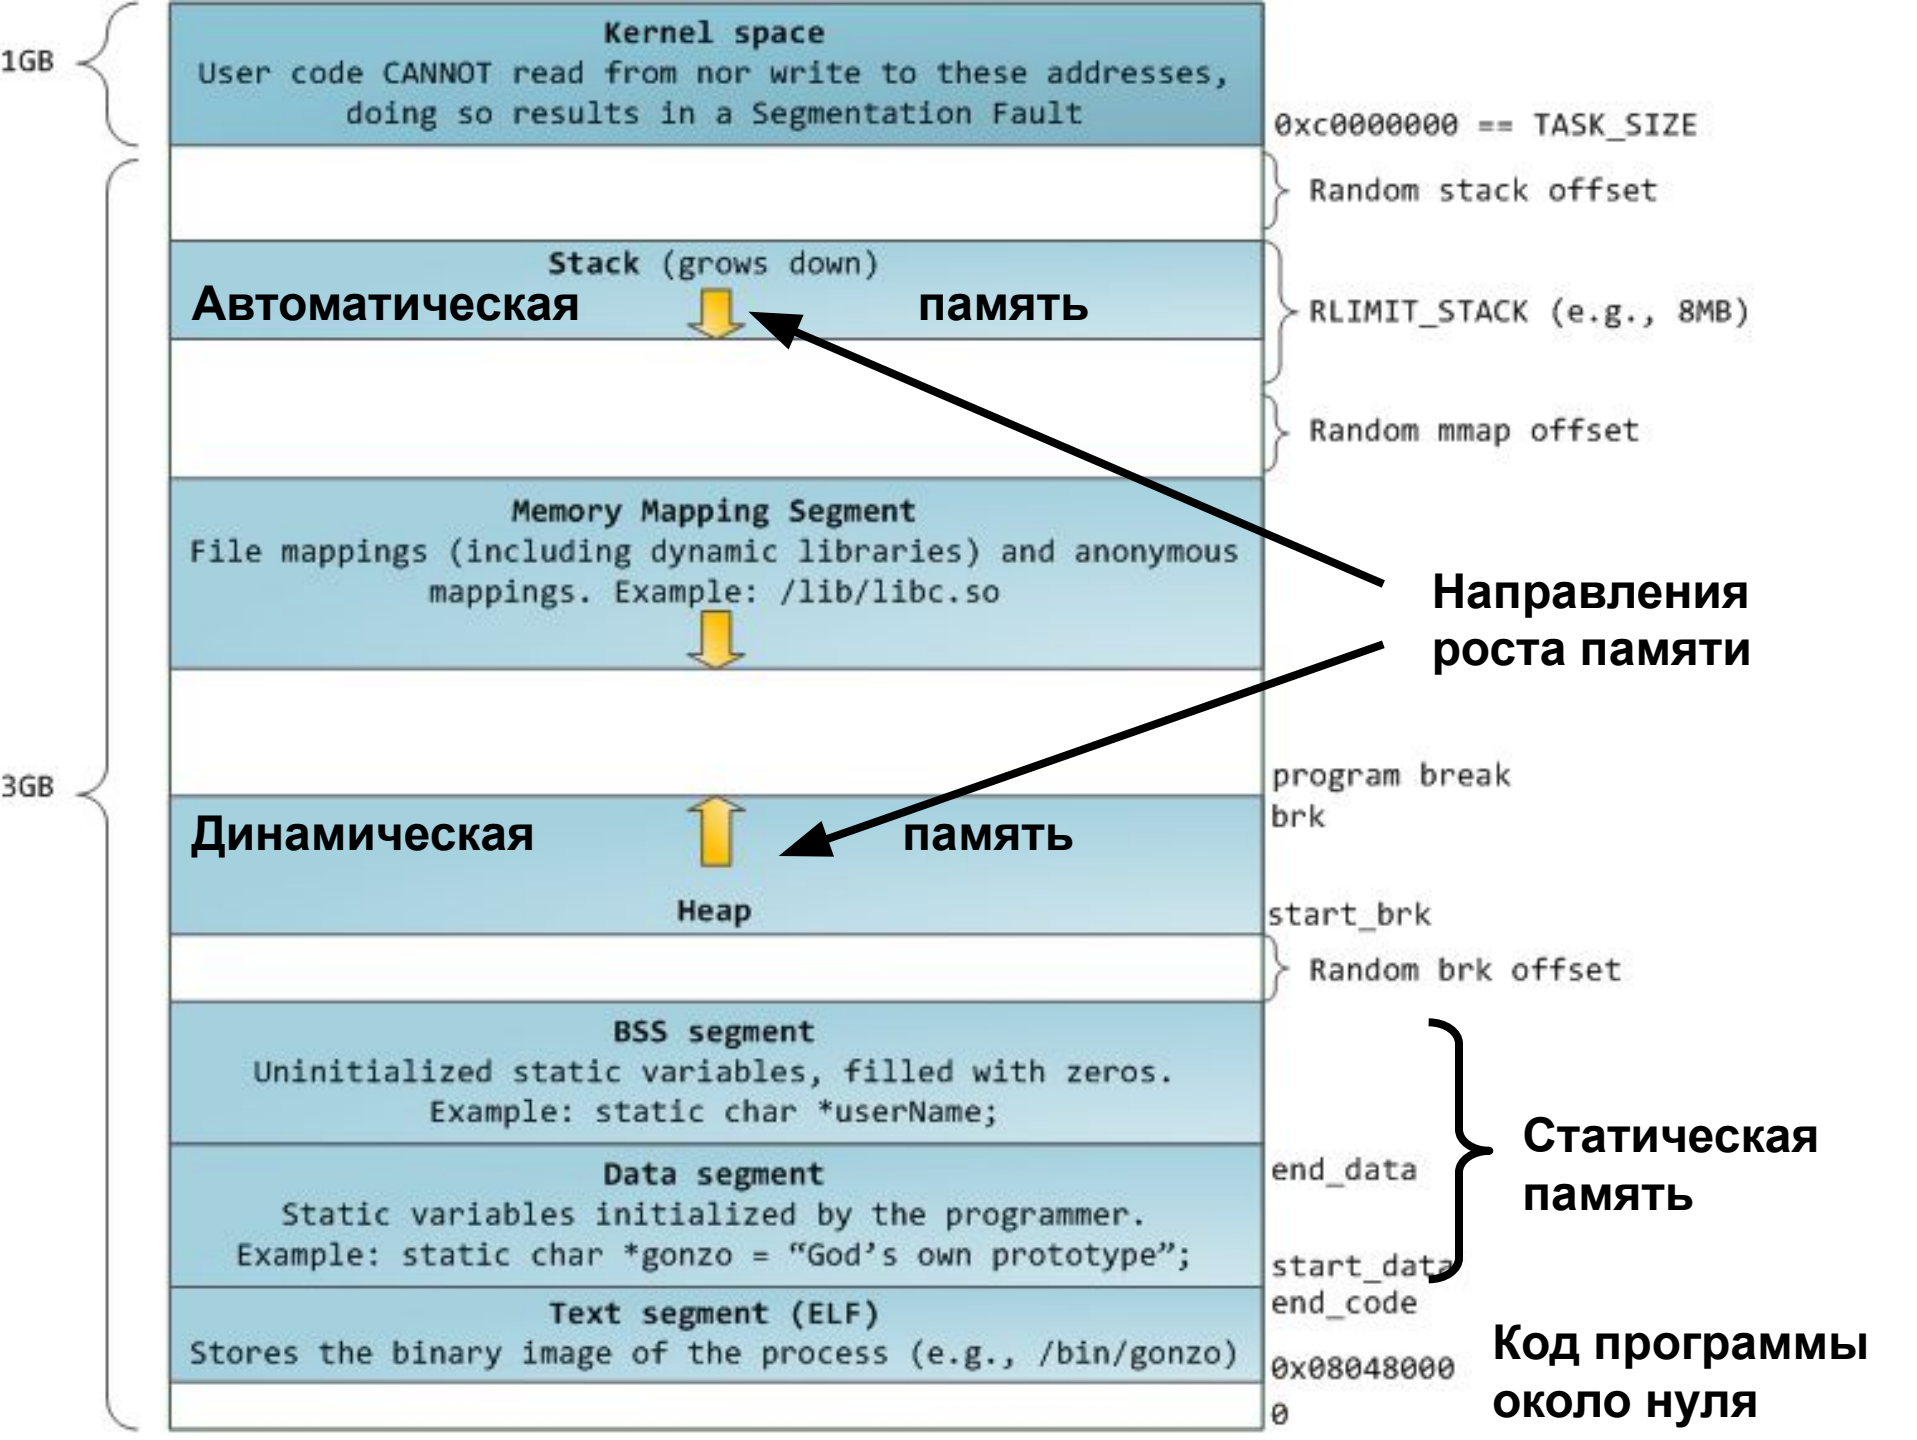 1GB
Kernel space
User code CANNOT read from nor write to these addresses,
doing so results in a Segmentation Fault
0xc0000000 == TASK_SIZE
Random stack offset
Stack (grows down)
Автоматическая память
RLIMIT_STACK (e.g., 8MB)
Random mmap offset
Memory Mapping Segment
File mappings (including dynamic libraries) and anonymous
mappings. Example: /lib/libc.so
Направления
роста памяти
3GB
program break
brk
Динамическая память
Heap
start_brk
Random brk offset
BSS segment
Uninitialized static variables, filled with zeros.
Example: static char *userName;
Статическая
память
end_data
Data segment
Static variables initialized by the programmer.
Example: static char *gonzo = “God’s own prototype”;
start_data
end_code
Text segment (ELF)
Stores the binary image of the process (e.g., /bin/gonzo)
0x08048000
Код программы
около нуля
0